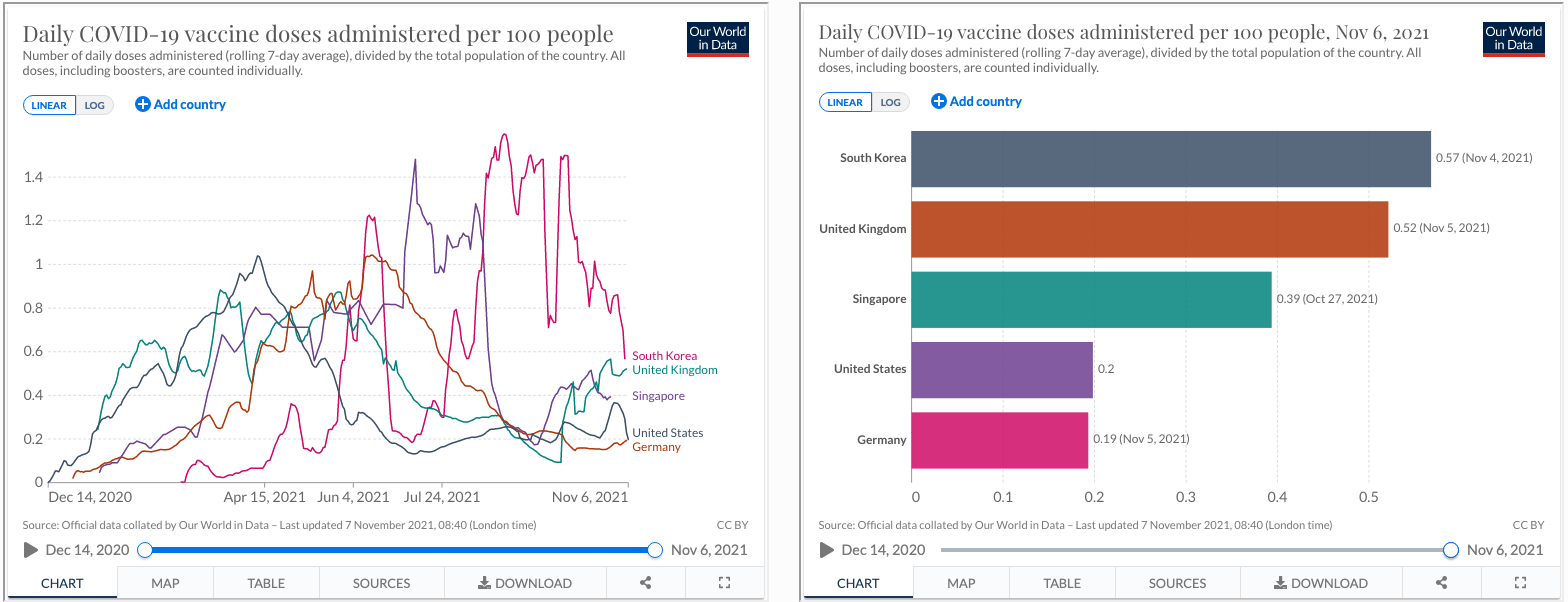 Daily COVID-19 vaccine doses administered per 100 people
Our World
in Data
Number of daily doses administered (rolling 7-day average), divided by the total population of the country. All
doses, including boosters, are counted individually.
LINEAR LOG Add country
1.4
1.2
1
0.8
0.6
0.4
0.2
0
South Korea
United Kingdom
Singapore
United States
Germany
Dec 14, 2020 Apr 15, 2021 Jun 4, 2021 Jul 24, 2021 Nov 6, 2021
Source: Official data collated by Our World in Data – Last updated 7 November 2021, 08:40 (London time) CC BY
Dec 14, 2020 Nov 6, 2021
CHART MAP TABLE SOURCES DOWNLOAD
Daily COVID-19 vaccine doses administered per 100 people, Nov 6, 2021
Our World
in Data
Number of daily doses administered (rolling 7-day average), divided by the total population of the country. All
doses, including boosters, are counted individually.
LINEAR LOG Add country
South Korea 0.57 (Nov 4, 2021)
United Kingdom 0.52 (Nov 5, 2021)
Singapore 0.39 (Oct 27, 2021)
United States 0.2
Germany 0.19 (Nov 5, 2021)
0 0.1 0.2 0.3 0.4 0.5
Source: Official data collated by Our World in Data – Last updated 7 November 2021, 08:40 (London time) CC BY
Dec 14, 2020 Nov 6, 2021
CHART MAP TABLE SOURCES DOWNLOAD